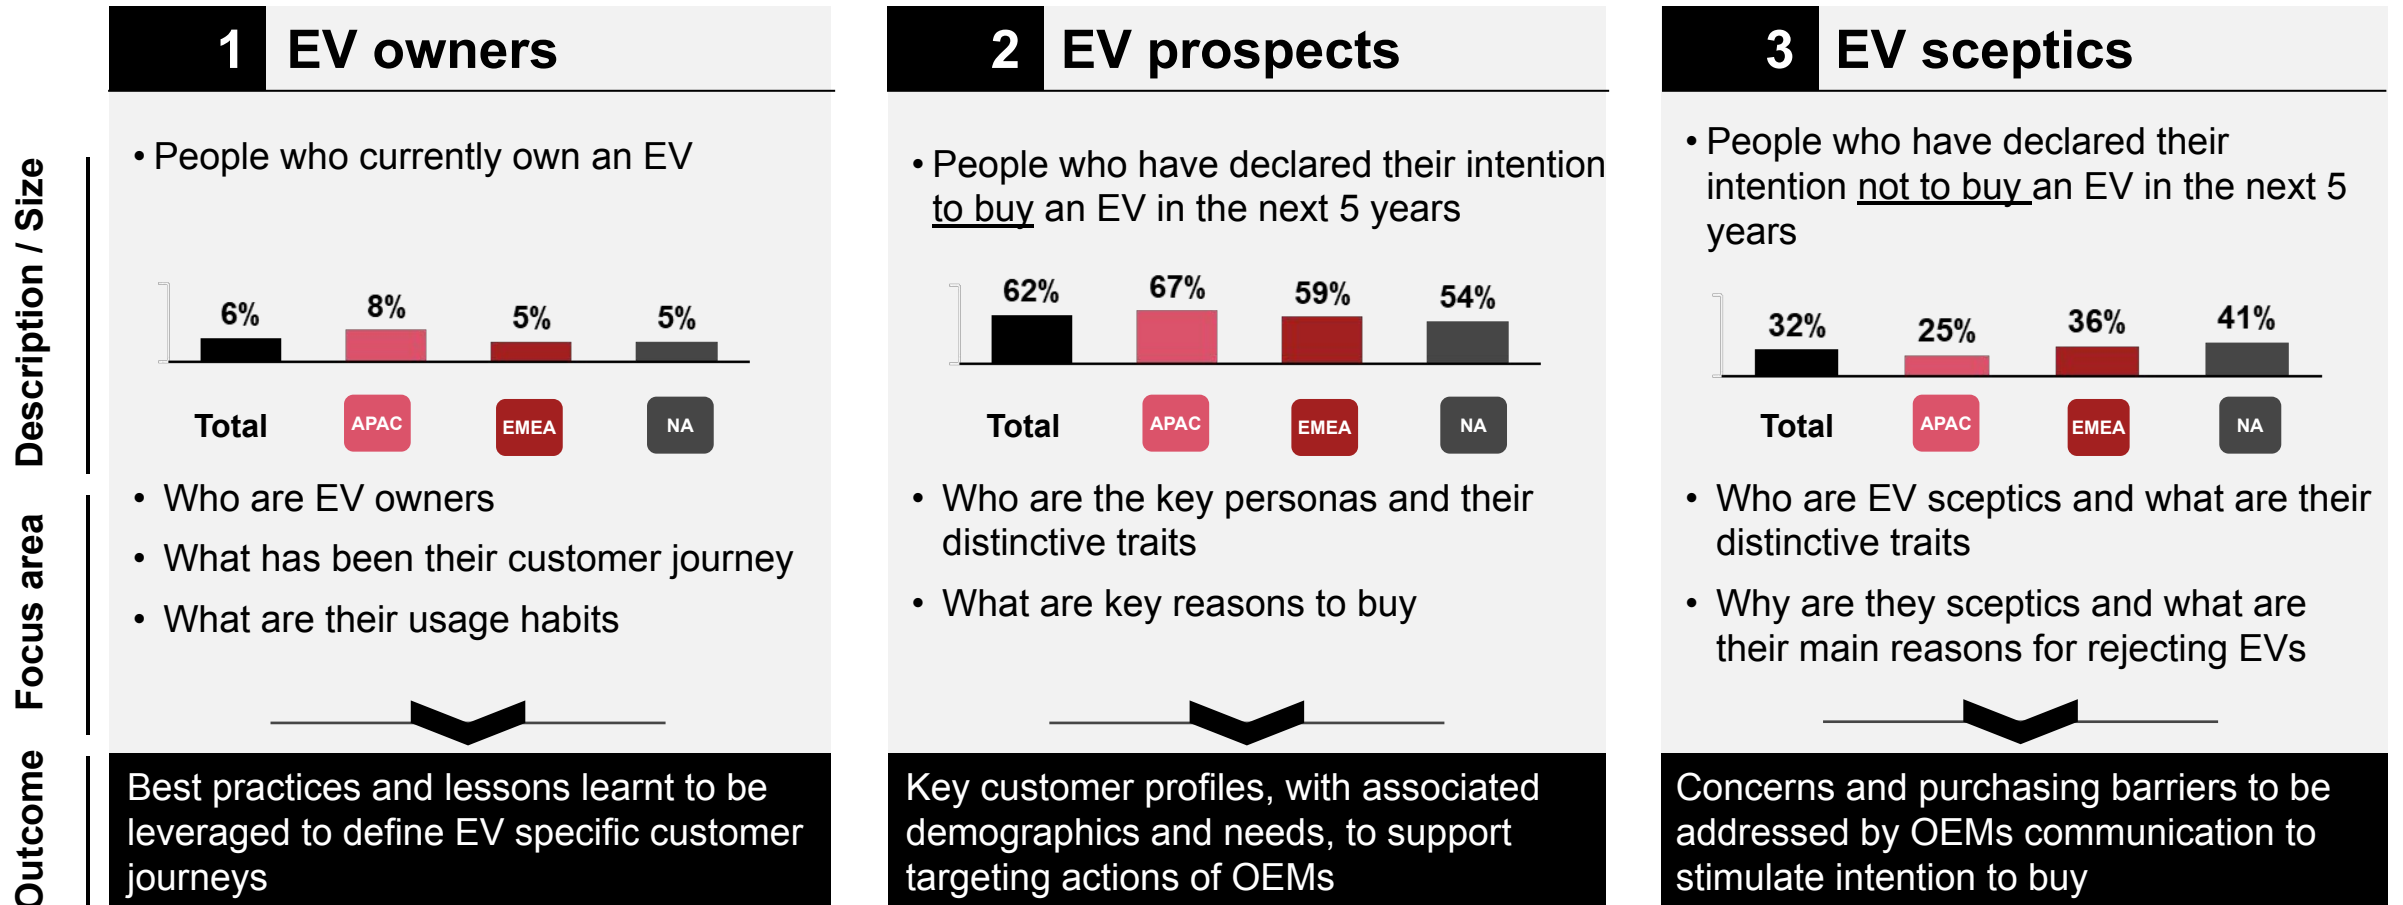 1 EV owners
2 EV prospects
3 EV sceptics
Description / Size
• People who currently own an EV
6%
8%
5%
5%
Total
APAC
EMEA
NA
• People who have declared their intention
to buy an EV in the next 5 years
62%
67%
59%
54%
Total
APAC
EMEA
NA
• People who have declared their
intention not to buy an EV in the next 5
years
32%
25%
36%
41%
Total
APAC
EMEA
NA
Focus area
• Who are EV owners
• What has been their customer journey
• What are their usage habits
• Who are the key personas and their
distinctive traits
• What are key reasons to buy
• Who are EV sceptics and what are their
distinctive traits
• Why are they sceptics and what are
their main reasons for rejecting EVs
Outcome
Best practices and lessons learnt to be
leveraged to define EV specific customer
journeys
Key customer profiles, with associated
demographics and needs, to support
targeting actions of OEMs
Concerns and purchasing barriers to be
addressed by OEMs communication to
stimulate intention to buy